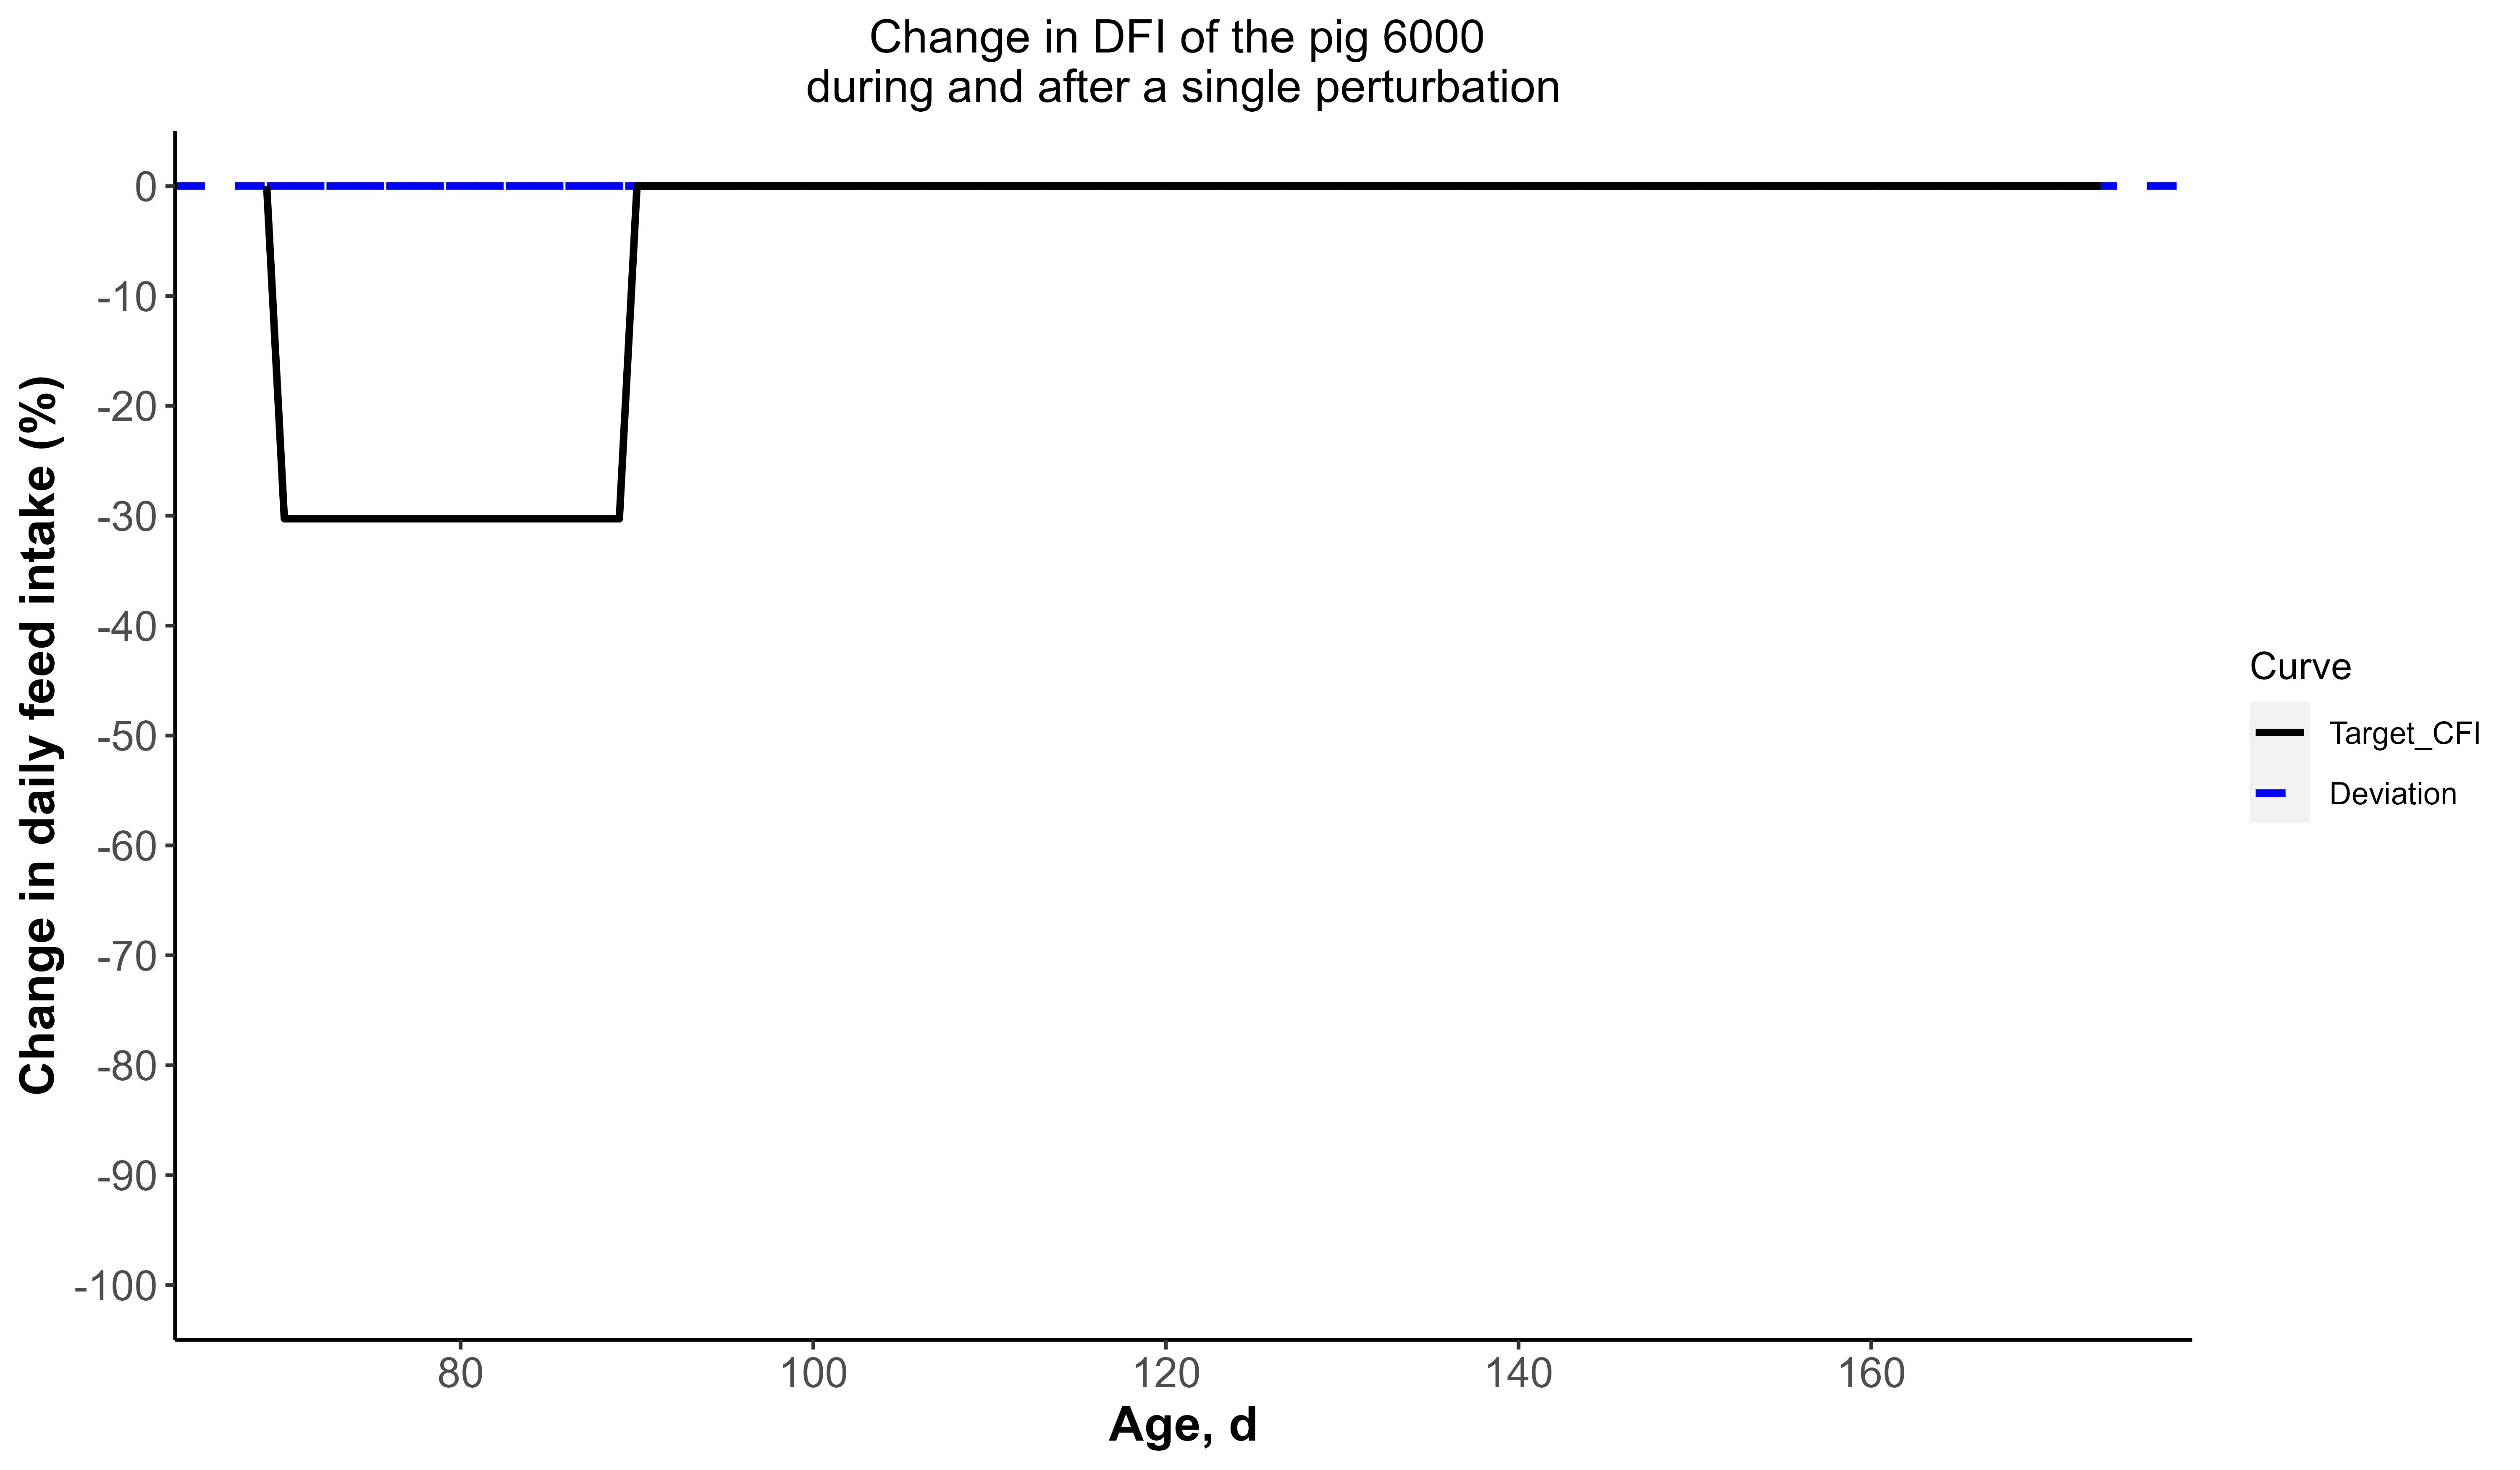 Change in DFI of the pig 6000
during and after a single perturbation
Change in daily feed intake (%)
0
-10
-20
-30
-40
-50
-60
-70
-80
-90
-100
80
100
120
140
160
Age, d
Curve
Target_CFI
Deviation